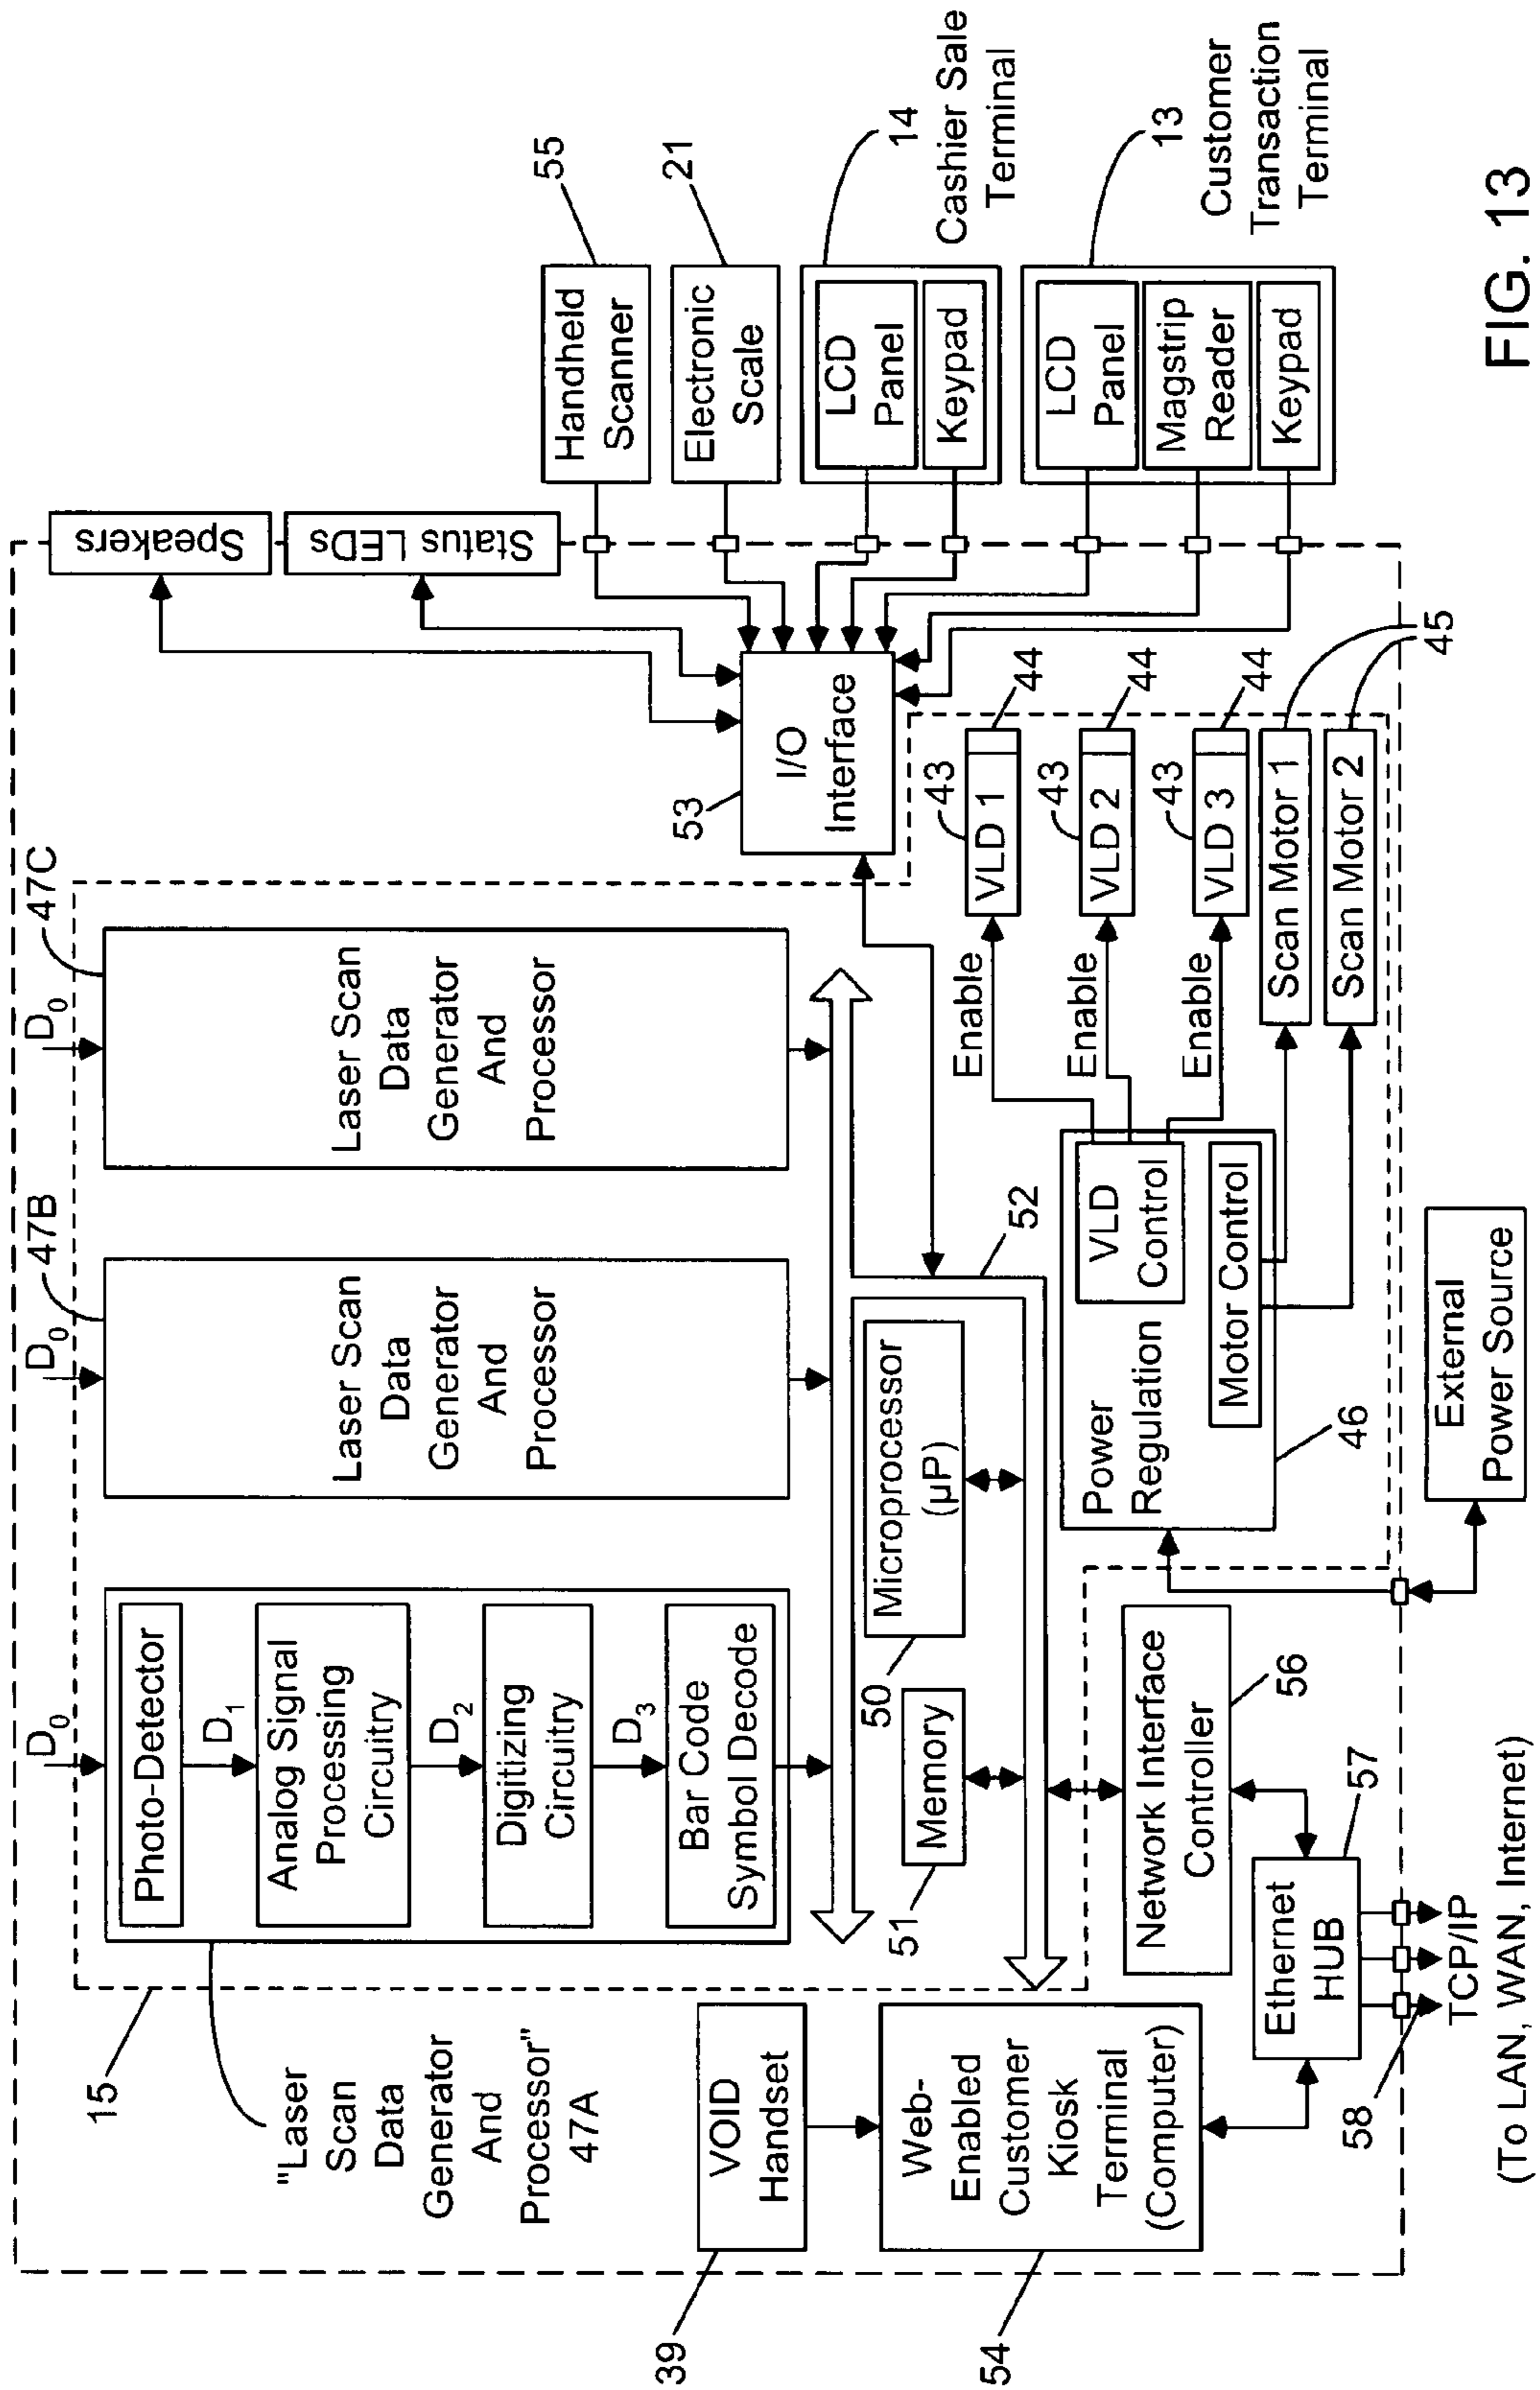 D0
D0
47B
D0
47C
Speakers
Status LEDs
15
"Laser
Scan
Data
Generator
And
Processor"
47A
Photo-Detector
D1
Analog Signal
Processing
Circuitry
D2
Digitizing
Circuitry
D3
Bar Code
Symbol Decode
Laser Scan
Data
Generator
And
Processor
Laser Scan
Data
Generator
And
Processor
Handheld
Scanner
55
Electronic
Scale
21
LCD
Panel
Keypad
14
Cashier Sale
Terminal
LCD
Panel
Magstrip
Reader
Keypad
13
Customer
Transaction
Terminal
53
I/O
Interface
39
VOID
Handset
54
Web-
Enabled
Customer
Kiosk
Terminal
(Computer)
51
Memory
50
Microprocessor
(µP)
52
Network Interface
Controller
56
Ethernet
HUB
57
58
TCP/IP
(To LAN, WAN, Internet)
Power
Regulation
VLD
Control
Motor Control
46
External
Power Source
Enable
43
VLD 1
44
Enable
43
VLD 2
44
Enable
43
VLD 3
44
Scan Motor 1
Scan Motor 2
45
FIG. 13